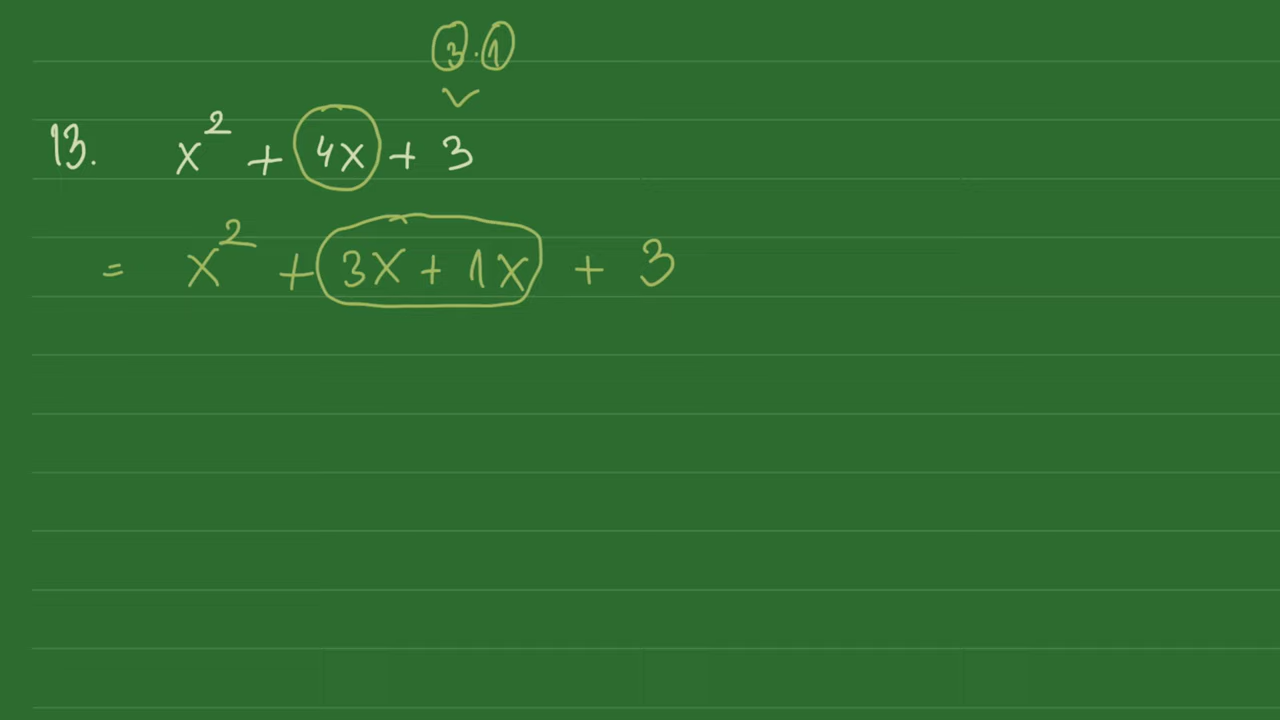 3 · 1
13. x² + 4x + 3
= x² + 3x + 1x + 3